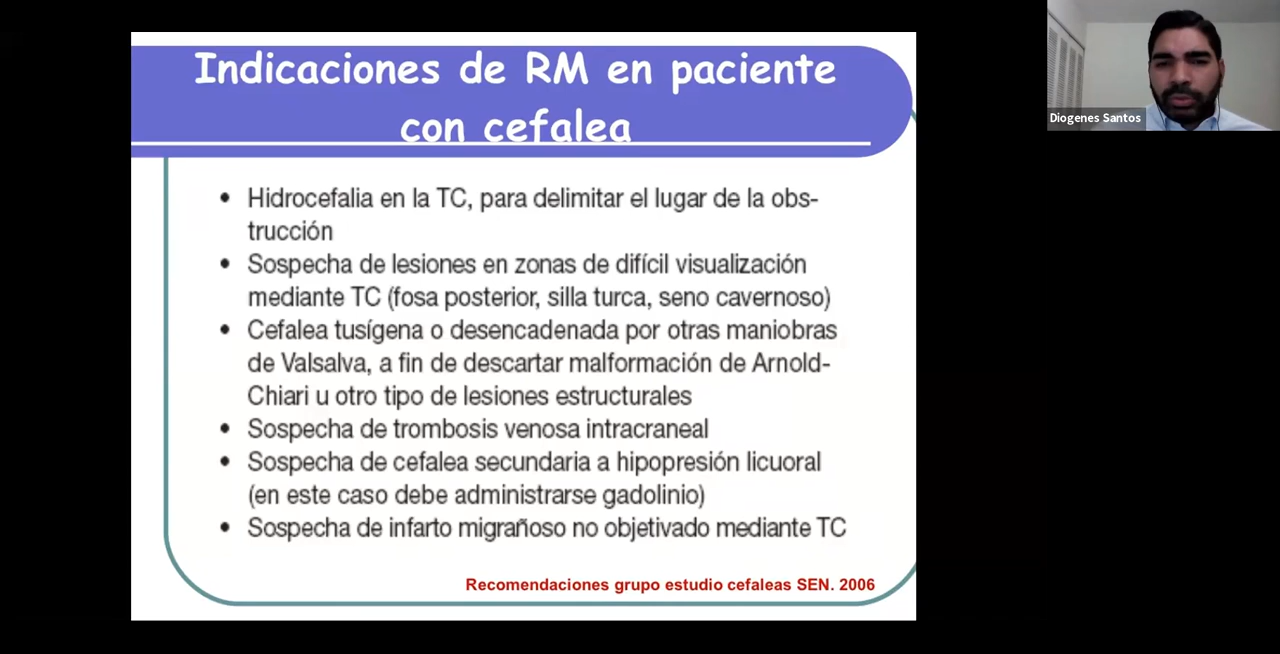 Indicaciones de RM en paciente
con cefalea
• Hidrocefalia en la TC, para delimitar el lugar de la obs-
trucción
• Sospecha de lesiones en zonas de difícil visualización
mediante TC (fosa posterior, silla turca, seno cavernoso)
• Cefalea tusígena o desencadenada por otras maniobras
de Valsalva, a fin de descartar malformación de Arnold-
Chiari u otro tipo de lesiones estructurales
• Sospecha de trombosis venosa intracraneal
• Sospecha de cefalea secundaria a hipopresión licuoral
(en este caso debe administrarse gadolinio)
• Sospecha de infarto migrañoso no objetivado mediante TC
Recomendaciones grupo estudio cefaleas SEN. 2006
Diogenes Santos